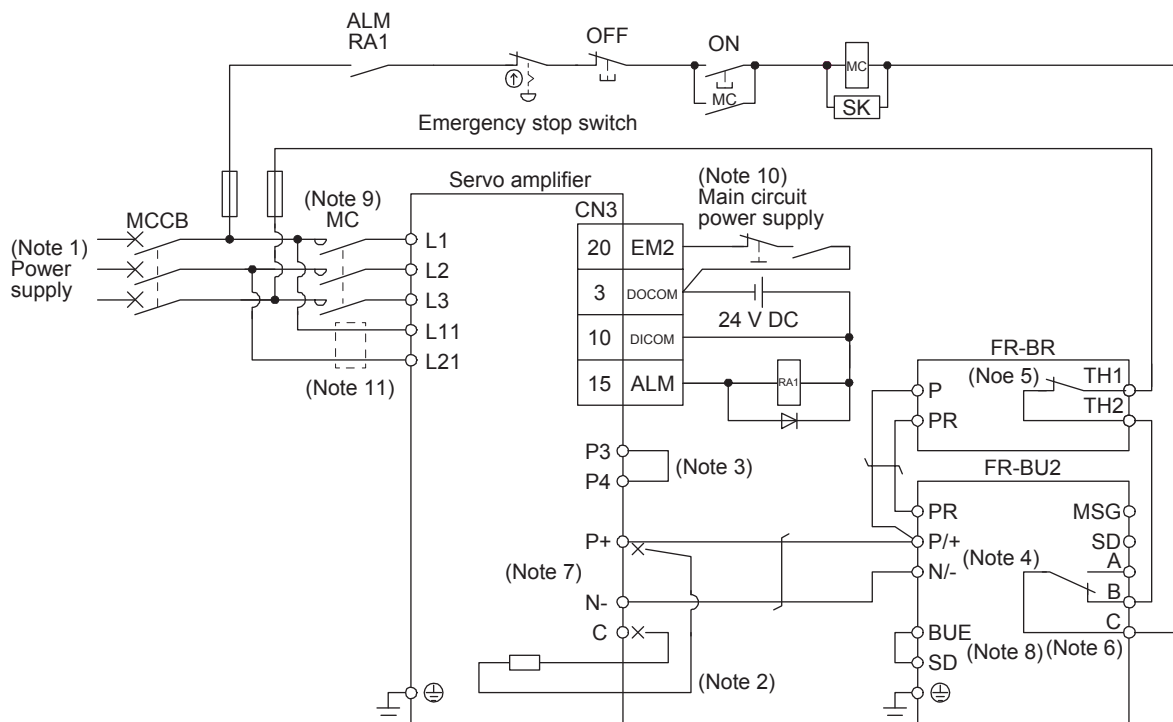 ALM
RA1
OFF
ON
MC
MC
SK
Emergency stop switch
(Note 1)
Power
supply
MCCB
(Note 9)
MC
Servo amplifier
L1
L2
L3
L11
L21
(Note 11)
CN3
20 EM2
3 DOCOM
10 DICOM
15 ALM
(Note 10)
Main circuit
power supply
24 V DC
RA1
P3
P4
(Note 3)
P+
(Note 7)
N-
C
(Note 2)
FR-BR
(Noe 5)
P
PR
TH1
TH2
FR-BU2
PR
P/+
N/-
BUE
SD
MSG
SD
(Note 4)
A
B
C
(Note 8)
(Note 6)